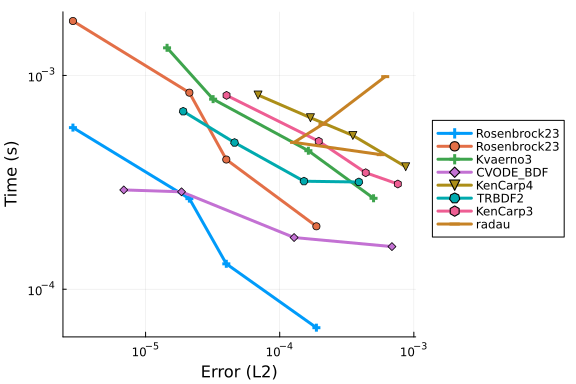 Time (s)
10⁻³
10⁻⁴
10⁻⁵
10⁻⁴
10⁻³
Error (L2)
Rosenbrock23
Rosenbrock23
Kvaerno3
CVODE_BDF
KenCarp4
TRBDF2
KenCarp3
radau